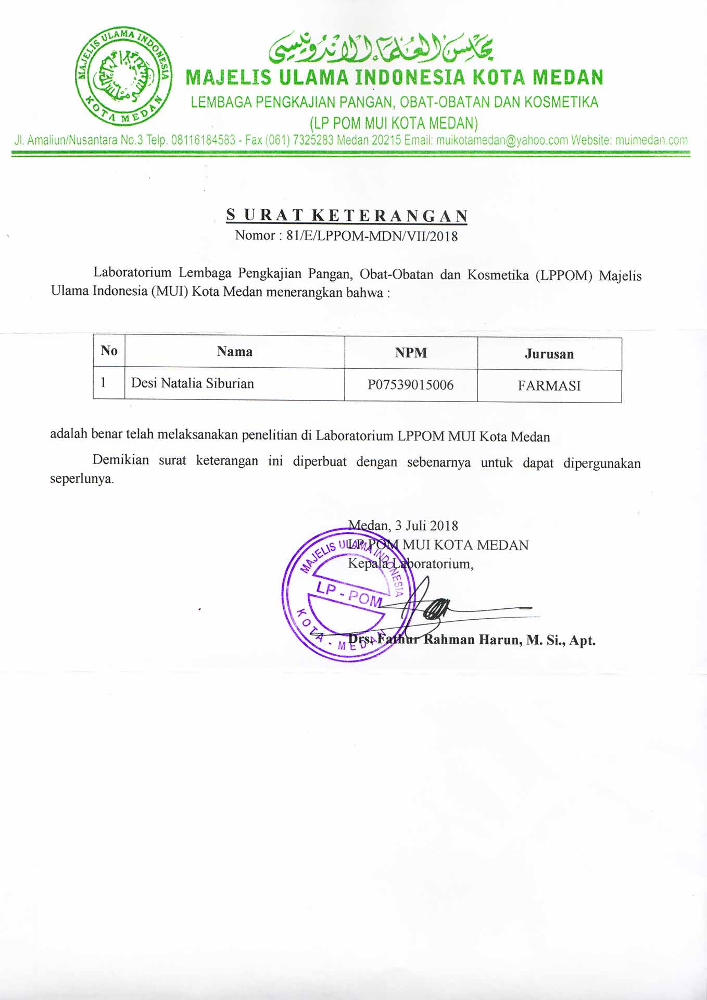 MAJELIS ULAMA INDONESIA
KOTA MEDAN
مجلس العلماء الاندونيسي
MAJELIS ULAMA INDONESIA KOTA MEDAN
LEMBAGA PENGKAJIAN PANGAN, OBAT-OBATAN DAN KOSMETIKA
(LP POM MUI KOTA MEDAN)
Jl. Amaliun/Nusantara No.3 Telp. 08116184583 - Fax (061) 7325283 Medan 20215 Email: muikotamedan@yahoo.com Website: muimedan.com
S U R A T K E T E R A N G A N
Nomor : 81/E/LPPOM-MDN/VII/2018
Laboratorium Lembaga Pengkajian Pangan, Obat-Obatan dan Kosmetika (LPPOM) Majelis
Ulama Indonesia (MUI) Kota Medan menerangkan bahwa :
No Nama NPM Jurusan
1 Desi Natalia Siburian P07539015006 FARMASI
adalah benar telah melaksanakan penelitian di Laboratorium LPPOM MUI Kota Medan
Demikian surat keterangan ini diperbuat dengan sebenarnya untuk dapat dipergunakan
seperlunya.
Medan, 3 Juli 2018
LP POM MUI KOTA MEDAN
Kepala Laboratorium,
MAJELIS ULAMA INDONESIA
LP - POM
KOTA - MEDAN
Drs. Fathur Rahman Harun, M. Si., Apt.